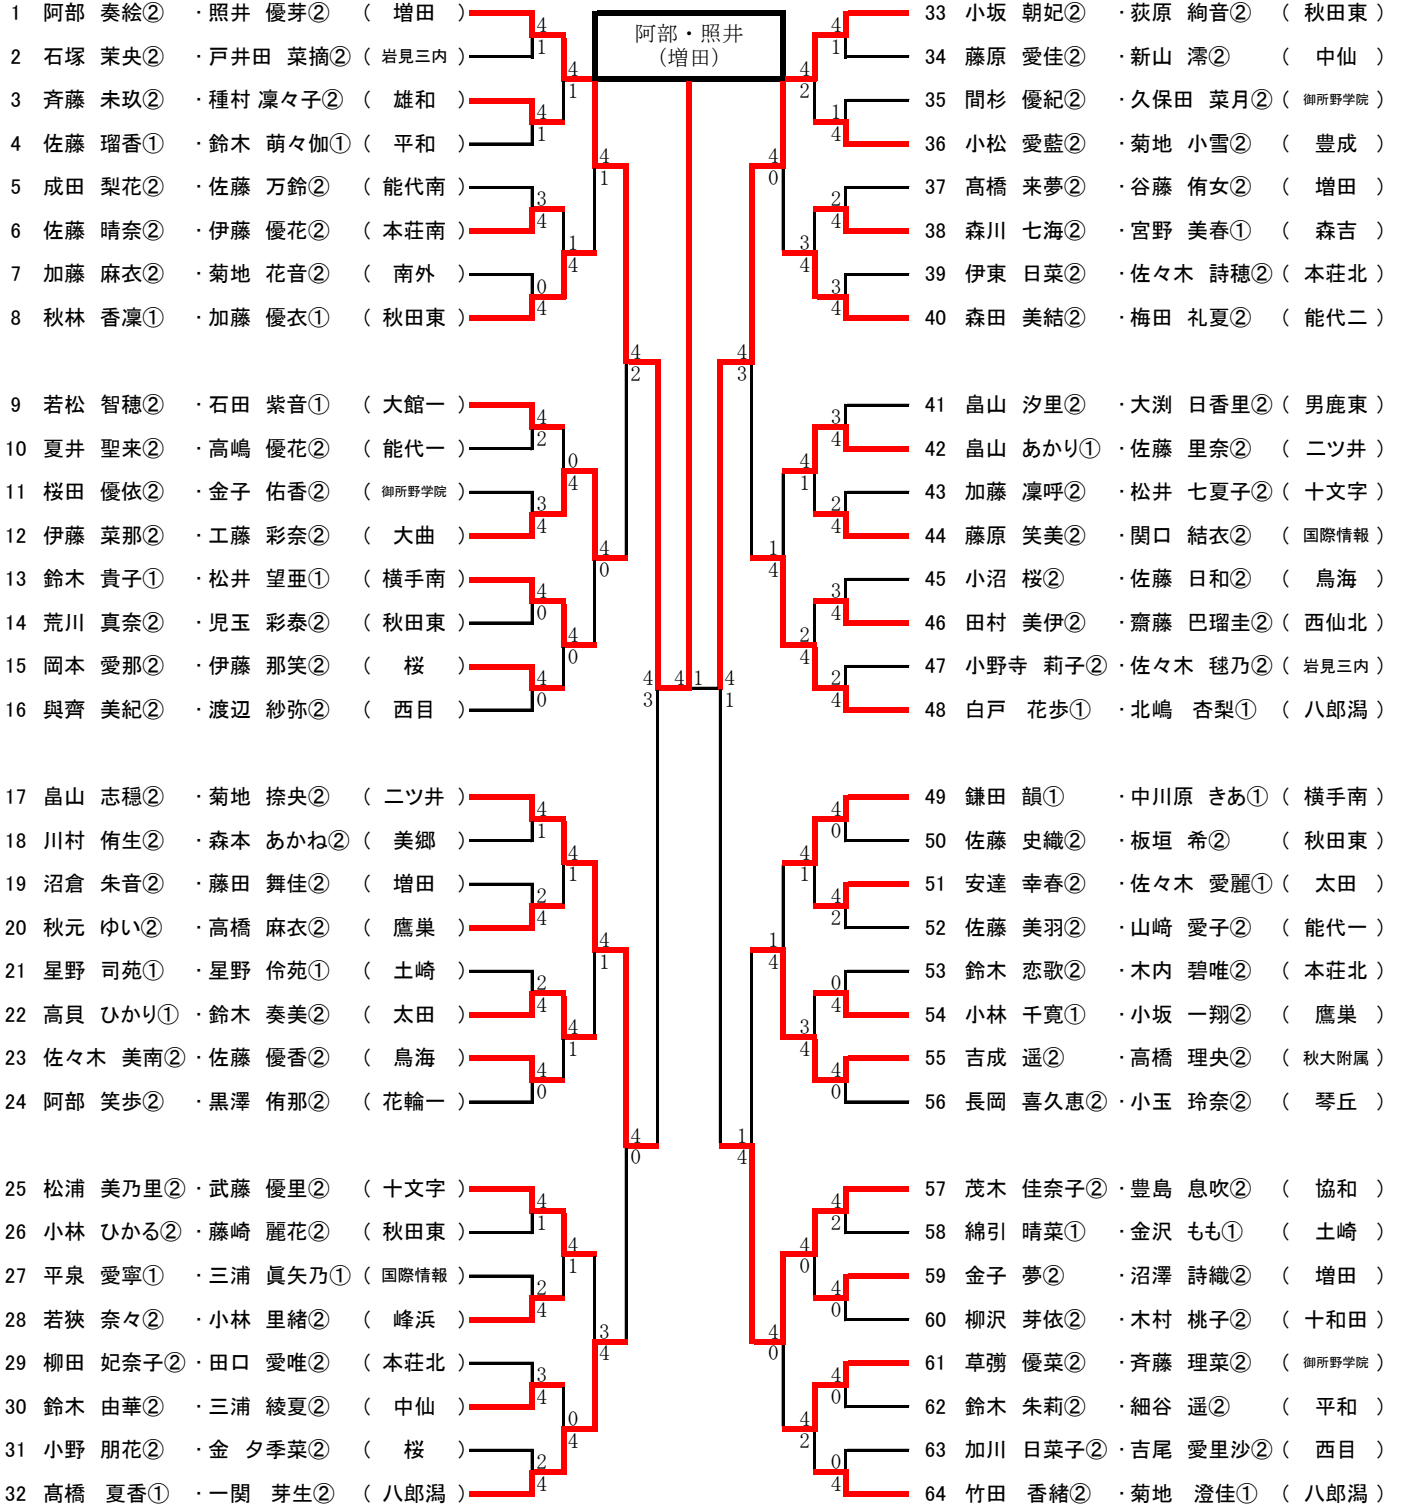 阿部・照井
(増田)
1 阿部 奏絵② ・照井 優芽② ( 増田 )
2 石塚 茉央② ・戸井田 菜摘② ( 岩見三内 )
3 斉藤 未玖② ・種村 凜々子② ( 雄和 )
4 佐藤 瑠香① ・鈴木 萌々伽① ( 平和 )
5 成田 梨花② ・佐藤 万鈴② ( 能代南 )
6 佐藤 晴奈② ・伊藤 優花② ( 本荘南 )
7 加藤 麻衣② ・菊地 花音② ( 南外 )
8 秋林 香凜① ・加藤 優衣① ( 秋田東 )
9 若松 智穂② ・石田 紫音① ( 大館一 )
10 夏井 聖来② ・高嶋 優花② ( 能代一 )
11 桜田 優依② ・金子 佑香② ( 御所野学院 )
12 伊藤 菜那② ・工藤 彩奈② ( 大曲 )
13 鈴木 貴子① ・松井 望亜① ( 横手南 )
14 荒川 真奈② ・児玉 彩泰② ( 秋田東 )
15 岡本 愛那② ・伊藤 那笑② ( 桜 )
16 與齊 美紀② ・渡辺 紗弥② ( 西目 )
17 畠山 志穏② ・菊地 捺央② ( 二ツ井 )
18 川村 侑生② ・森本 あかね② ( 美郷 )
19 沼倉 朱音② ・藤田 舞佳② ( 増田 )
20 秋元 ゆい② ・高橋 麻衣② ( 鷹巣 )
21 星野 司苑① ・星野 伶苑① ( 土崎 )
22 高貝 ひかり① ・鈴木 奏美② ( 太田 )
23 佐々木 美南② ・佐藤 優香② ( 鳥海 )
24 阿部 笑歩② ・黒澤 侑那② ( 花輪一 )
25 松浦 美乃里② ・武藤 優里② ( 十文字 )
26 小林 ひかる② ・藤崎 麗花② ( 秋田東 )
27 平泉 愛寧① ・三浦 眞矢乃① ( 国際情報 )
28 若狹 奈々② ・小林 里緒② ( 峰浜 )
29 柳田 妃奈子② ・田口 愛唯② ( 本荘北 )
30 鈴木 由華② ・三浦 綾夏② ( 中仙 )
31 小野 朋花② ・金 夕季菜② ( 桜 )
32 髙橋 夏香① ・一関 芽生② ( 八郎潟 )
33 小坂 朝妃② ・荻原 絢音② ( 秋田東 )
34 藤原 愛佳② ・新山 澪② ( 中仙 )
35 間杉 優紀② ・久保田 菜月② ( 御所野学院 )
36 小松 愛藍② ・菊地 小雪② ( 豊成 )
37 髙橋 来夢② ・谷藤 侑女② ( 増田 )
38 森川 七海② ・宮野 美春① ( 森吉 )
39 伊東 日菜② ・佐々木 詩穂② ( 本荘北 )
40 森田 美結② ・梅田 礼夏② ( 能代二 )
41 畠山 汐里② ・大渕 日香里② ( 男鹿東 )
42 畠山 あかり① ・佐藤 里奈② ( 二ツ井 )
43 加藤 凜呼② ・松井 七夏子② ( 十文字 )
44 藤原 笑美② ・関口 結衣② ( 国際情報 )
45 小沼 桜② ・佐藤 日和② ( 鳥海 )
46 田村 美伊② ・齋藤 巴瑠圭② ( 西仙北 )
47 小野寺 莉子② ・佐々木 毬乃② ( 岩見三内 )
48 白戸 花歩① ・北嶋 杏梨① ( 八郎潟 )
49 鎌田 韻① ・中川原 きあ① ( 横手南 )
50 佐藤 史織② ・板垣 希② ( 秋田東 )
51 安達 幸春② ・佐々木 愛麗① ( 太田 )
52 佐藤 美羽② ・山﨑 愛子② ( 能代一 )
53 鈴木 恋歌② ・木内 碧唯② ( 本荘北 )
54 小林 千寛① ・小坂 一翔② ( 鷹巣 )
55 吉成 遥② ・高橋 理央② ( 秋大附属 )
56 長岡 喜久恵② ・小玉 玲奈② ( 琴丘 )
57 茂木 佳奈子② ・豊島 息吹② ( 協和 )
58 綿引 晴菜① ・金沢 もも① ( 土崎 )
59 金子 夢② ・沼澤 詩織② ( 増田 )
60 柳沢 芽依② ・木村 桃子② ( 十和田 )
61 草彅 優菜② ・斉藤 理菜② ( 御所野学院 )
62 鈴木 朱莉② ・細谷 遥② ( 平和 )
63 加川 日菜子② ・吉尾 愛里沙② ( 西目 )
64 竹田 香緒② ・菊地 澄佳① ( 八郎潟 )